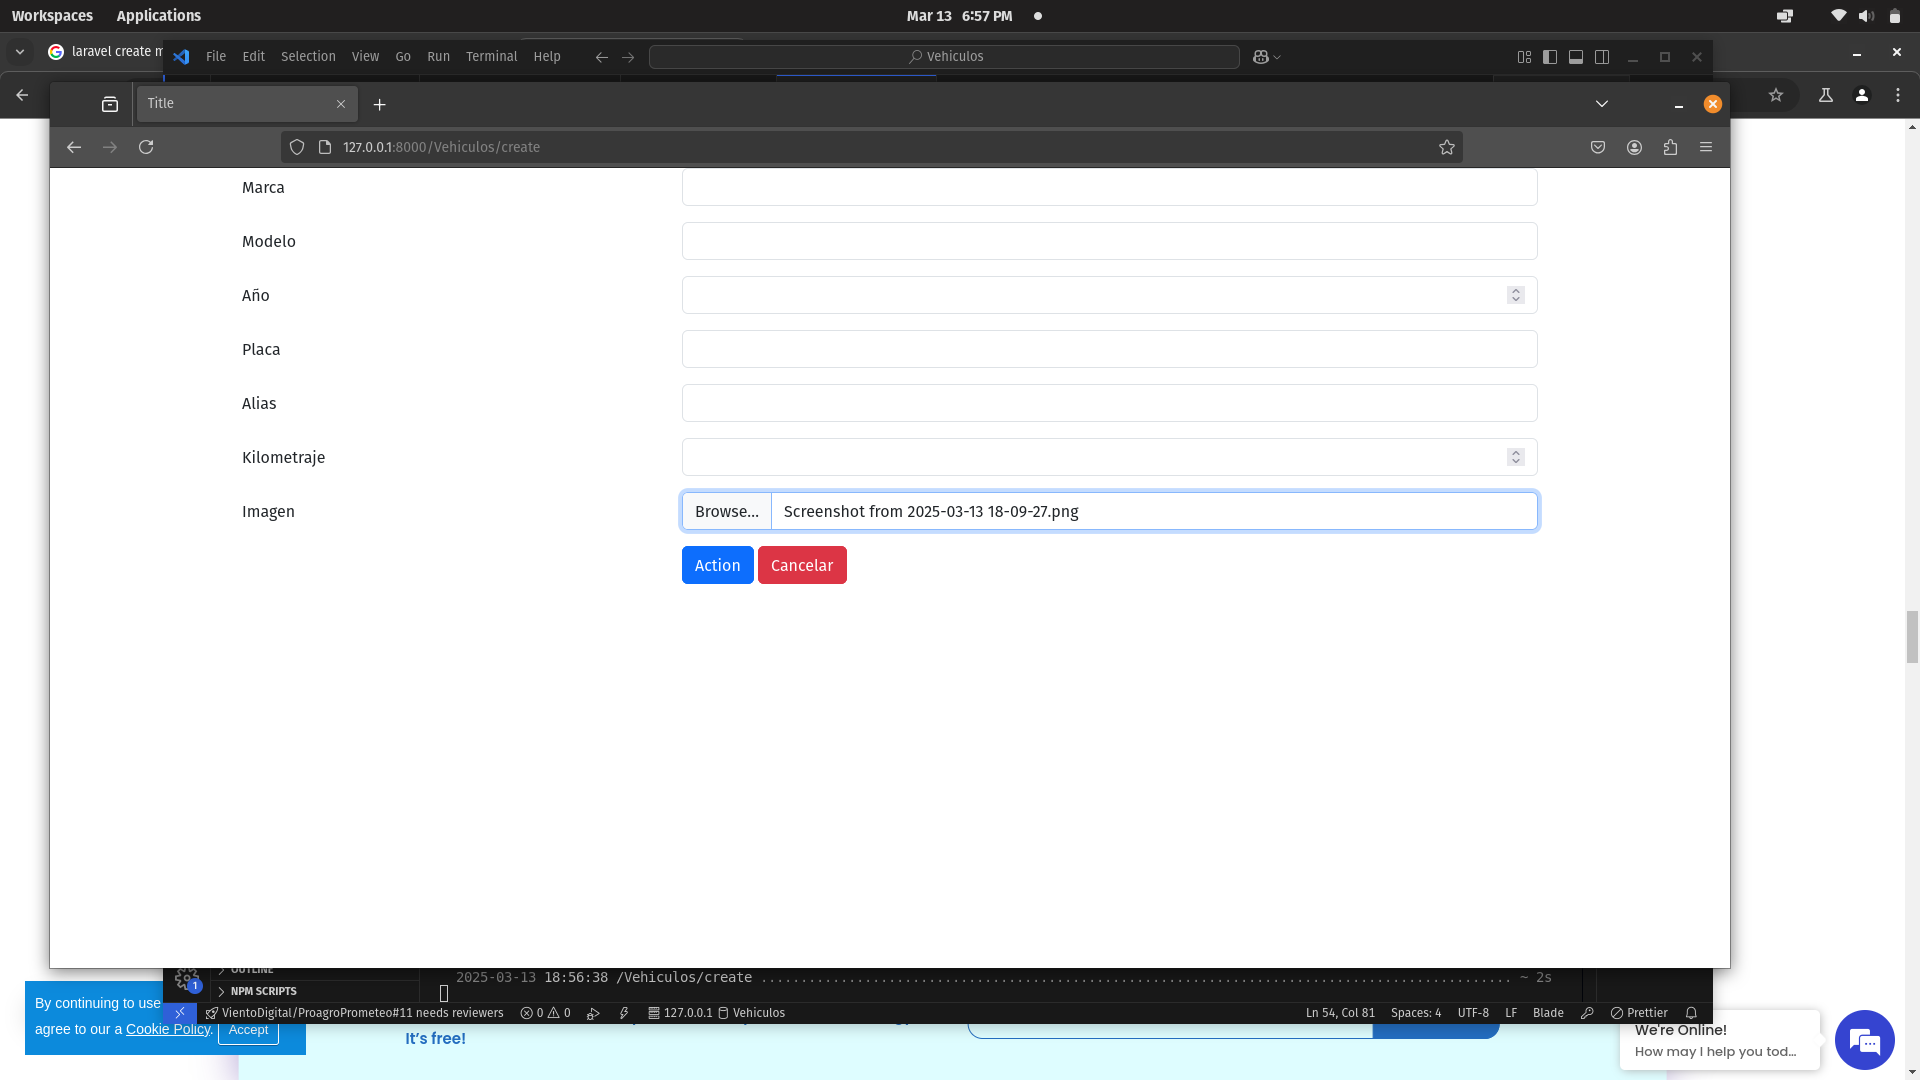 Workspaces Applications Mar 13 6:57 PM
laravel create m
File Edit Selection View Go Run Terminal Help Vehiculos
Title
127.0.0.1:8000/Vehiculos/create
Marca
Modelo
Año
Placa
Alias
Kilometraje
Imagen Browse... Screenshot from 2025-03-13 18-09-27.png
Action Cancelar
OUTLINE
2025-03-13 18:56:38 /Vehiculos/create ~ 2s
1
NPM SCRIPTS
By continuing to use
agree to our a Cookie Policy. Accept
VientoDigital/ProagroPrometeo#11 needs reviewers 0 0 127.0.0.1 Vehiculos Ln 54, Col 81 Spaces: 4 UTF-8 LF Blade Prettier
It's free!
We're Online!
How may I help you tod...